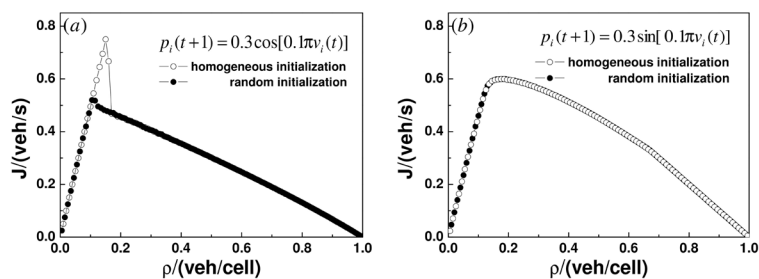 (a)
p_i(t+1) = 0.3cos[0.1πv_i(t)]
homogeneous initialization
random initialization
0.8
0.6
0.4
0.2
0.0
J/(veh/s)
0.0 0.2 0.4 0.6 0.8 1.0
ρ/(veh/cell)
(b)
p_i(t+1) = 0.3sin[ 0.1πv_i(t)]
homogeneous initialization
random initialization
0.8
0.6
0.4
0.2
0.0
J/(veh/s)
0.0 0.2 0.4 0.6 0.8 1.0
ρ/(veh/cell)